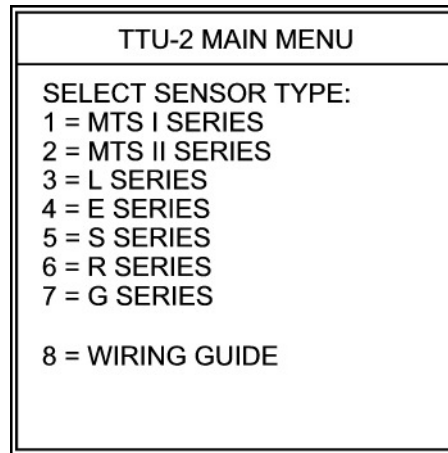 TTU-2 MAIN MENU
SELECT SENSOR TYPE:
1 = MTS I SERIES
2 = MTS II SERIES
3 = L SERIES
4 = E SERIES
5 = S SERIES
6 = R SERIES
7 = G SERIES
8 = WIRING GUIDE